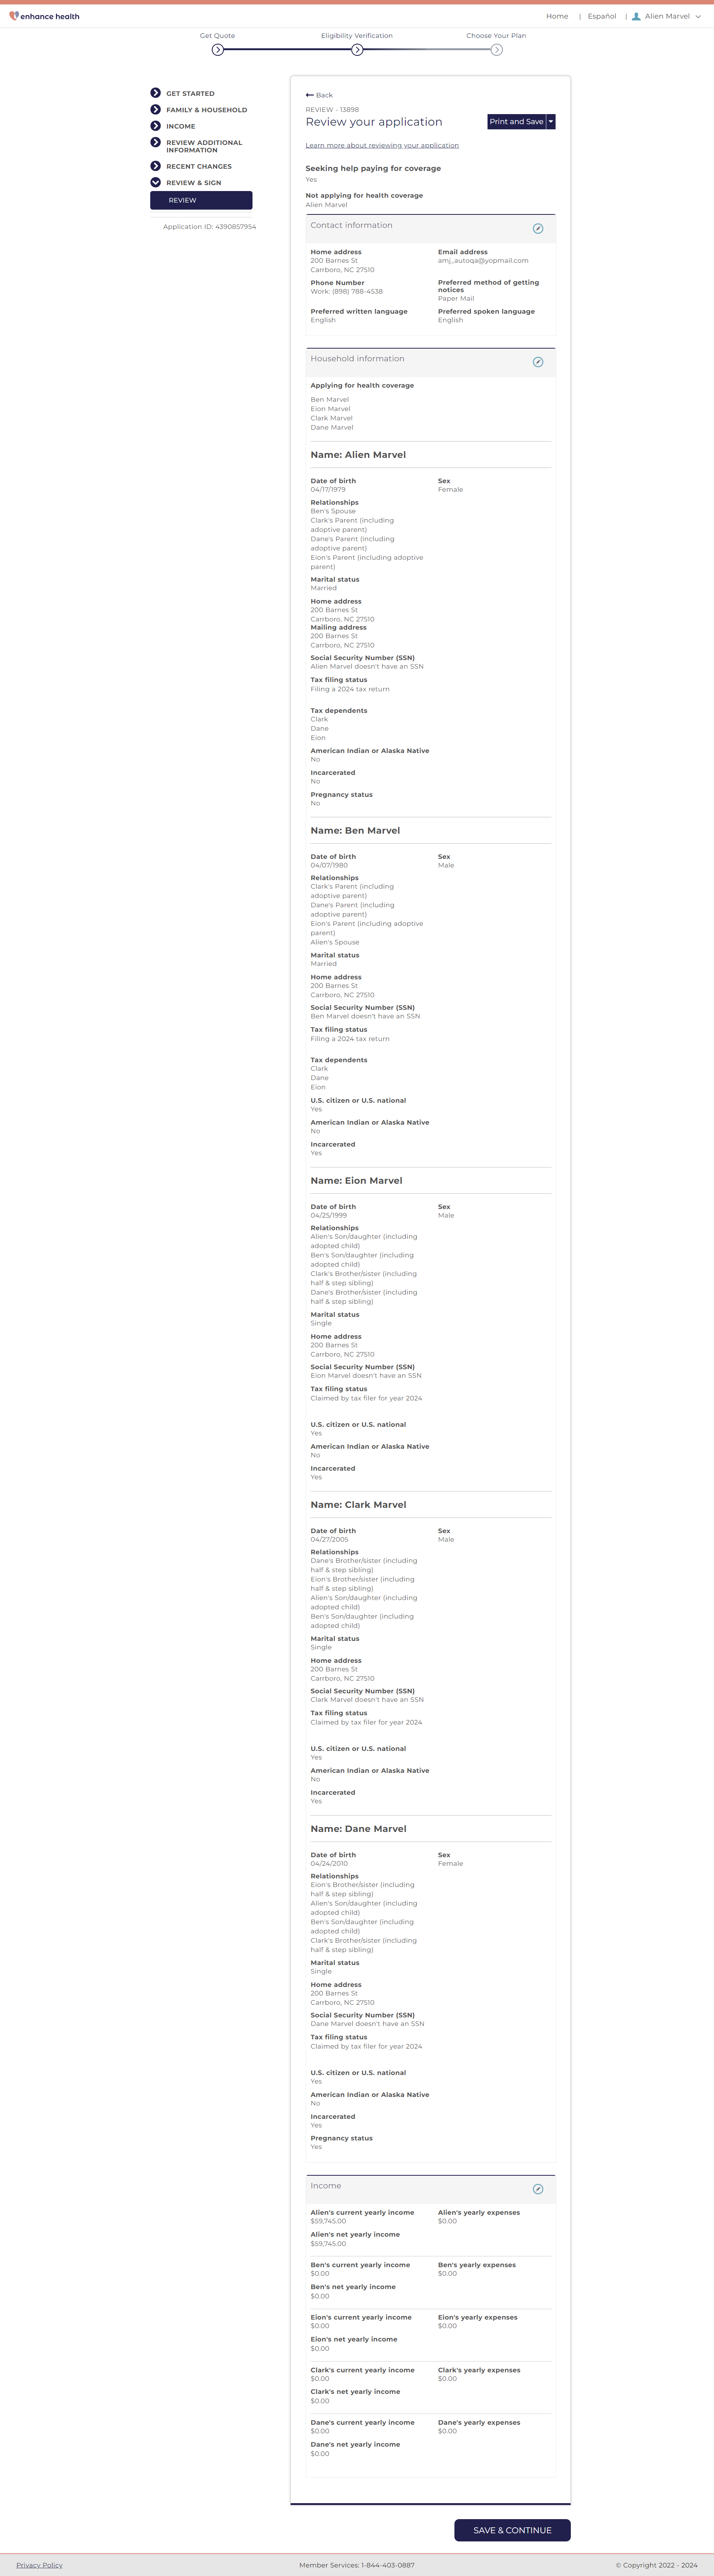 enhance health
Home | Español | Alien Marvel
Get Quote
Eligibility Verification
Choose Your Plan
GET STARTED
FAMILY & HOUSEHOLD
INCOME
REVIEW ADDITIONAL
INFORMATION
RECENT CHANGES
REVIEW & SIGN
REVIEW
Application ID: 4390857954
Back
REVIEW - 13898
Review your application
Print and Save
Learn more about reviewing your application
Seeking help paying for coverage
Yes
Not applying for health coverage
Alien Marvel
Contact information
Home address
200 Barnes St
Carrboro, NC 27510
Email address
amj_autoqa@yopmail.com
Phone Number
Work: (898) 788-4538
Preferred method of getting
notices
Paper Mail
Preferred written language
English
Preferred spoken language
English
Household information
Applying for health coverage
Ben Marvel
Eion Marvel
Clark Marvel
Dane Marvel
Name: Alien Marvel
Date of birth
04/17/1979
Sex
Female
Relationships
Ben's Spouse
Clark's Parent (including
adoptive parent)
Dane's Parent (including
adoptive parent)
Eion's Parent (including adoptive
parent)
Marital status
Married
Home address
200 Barnes St
Carrboro, NC 27510
Mailing address
200 Barnes St
Carrboro, NC 27510
Social Security Number (SSN)
Alien Marvel doesn't have an SSN
Tax filing status
Filing a 2024 tax return
Tax dependents
Clark
Dane
Eion
American Indian or Alaska Native
No
Incarcerated
No
Pregnancy status
No
Name: Ben Marvel
Date of birth
04/07/1980
Sex
Male
Relationships
Clark's Parent (including
adoptive parent)
Dane's Parent (including
adoptive parent)
Eion's Parent (including adoptive
parent)
Alien's Spouse
Marital status
Married
Home address
200 Barnes St
Carrboro, NC 27510
Social Security Number (SSN)
Ben Marvel doesn't have an SSN
Tax filing status
Filing a 2024 tax return
Tax dependents
Clark
Dane
Eion
U.S. citizen or U.S. national
Yes
American Indian or Alaska Native
No
Incarcerated
Yes
Name: Eion Marvel
Date of birth
04/25/1999
Sex
Male
Relationships
Alien's Son/daughter (including
adopted child)
Ben's Son/daughter (including
adopted child)
Clark's Brother/sister (including
half & step sibling)
Dane's Brother/sister (including
half & step sibling)
Marital status
Single
Home address
200 Barnes St
Carrboro, NC 27510
Social Security Number (SSN)
Eion Marvel doesn't have an SSN
Tax filing status
Claimed by tax filer for year 2024
U.S. citizen or U.S. national
Yes
American Indian or Alaska Native
No
Incarcerated
Yes
Name: Clark Marvel
Date of birth
04/27/2005
Sex
Male
Relationships
Dane's Brother/sister (including
half & step sibling)
Eion's Brother/sister (including
half & step sibling)
Alien's Son/daughter (including
adopted child)
Ben's Son/daughter (including
adopted child)
Marital status
Single
Home address
200 Barnes St
Carrboro, NC 27510
Social Security Number (SSN)
Clark Marvel doesn't have an SSN
Tax filing status
Claimed by tax filer for year 2024
U.S. citizen or U.S. national
Yes
American Indian or Alaska Native
No
Incarcerated
Yes
Name: Dane Marvel
Date of birth
04/24/2010
Sex
Female
Relationships
Eion's Brother/sister (including
half & step sibling)
Alien's Son/daughter (including
adopted child)
Ben's Son/daughter (including
adopted child)
Clark's Brother/sister (including
half & step sibling)
Marital status
Single
Home address
200 Barnes St
Carrboro, NC 27510
Social Security Number (SSN)
Dane Marvel doesn't have an SSN
Tax filing status
Claimed by tax filer for year 2024
U.S. citizen or U.S. national
Yes
American Indian or Alaska Native
No
Incarcerated
Yes
Pregnancy status
Yes
Income
Alien's current yearly income
$59,745.00
Alien's yearly expenses
$0.00
Alien's net yearly income
$59,745.00
Ben's current yearly income
$0.00
Ben's yearly expenses
$0.00
Ben's net yearly income
$0.00
Eion's current yearly income
$0.00
Eion's yearly expenses
$0.00
Eion's net yearly income
$0.00
Clark's current yearly income
$0.00
Clark's yearly expenses
$0.00
Clark's net yearly income
$0.00
Dane's current yearly income
$0.00
Dane's yearly expenses
$0.00
Dane's net yearly income
$0.00
SAVE & CONTINUE
Privacy Policy
Member Services: 1-844-403-0887
© Copyright 2022 - 2024